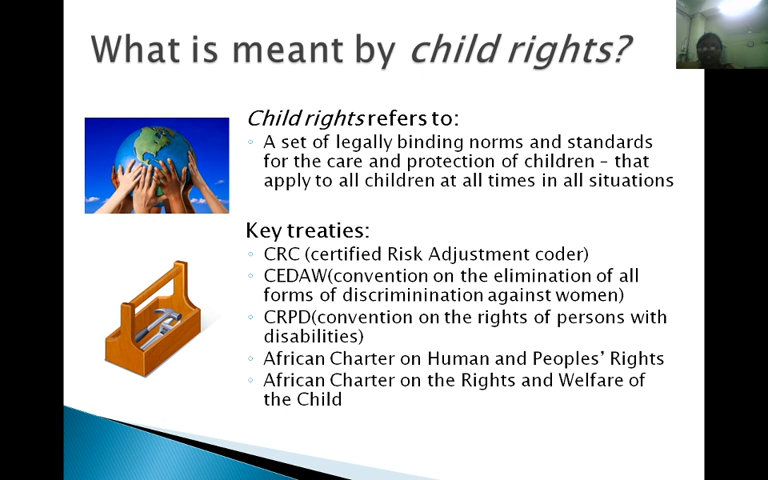 What is meant by child rights?
Child rights refers to:
A set of legally binding norms and standards
for the care and protection of children – that
apply to all children at all times in all situations
Key treaties:
CRC (certified Risk Adjustment coder)
CEDAW(convention on the elimination of all
forms of discriminination against women)
CRPD(convention on the rights of persons with
disabilities)
African Charter on Human and Peoples’ Rights
African Charter on the Rights and Welfare of
the Child